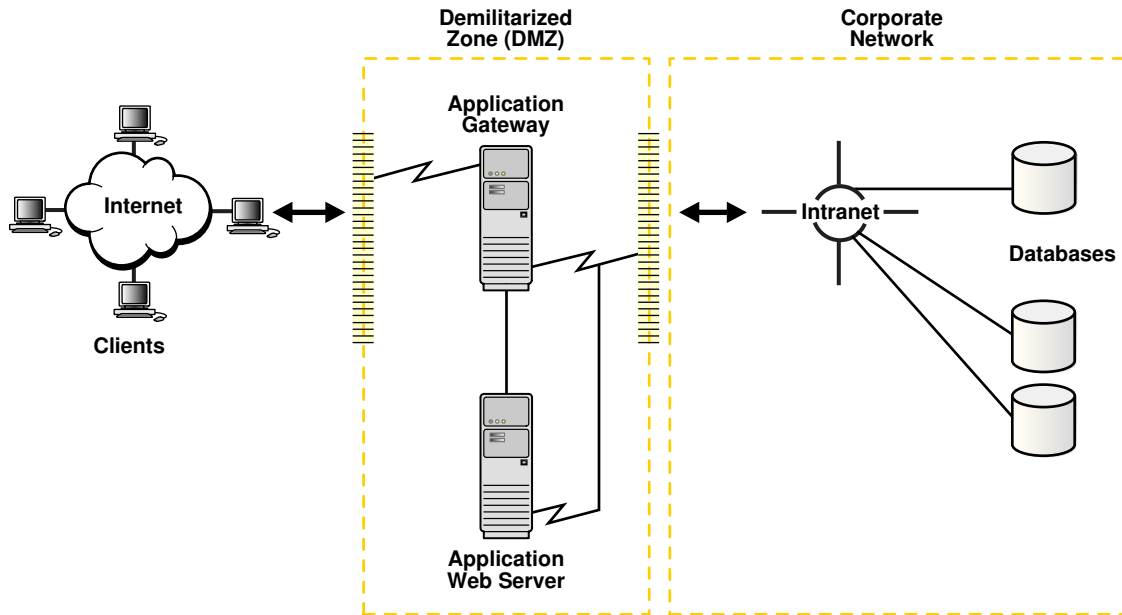 Demilitarized
Zone (DMZ)
Corporate
Network
Application
Gateway
Internet
Intranet
Databases
Clients
Application
Web Server